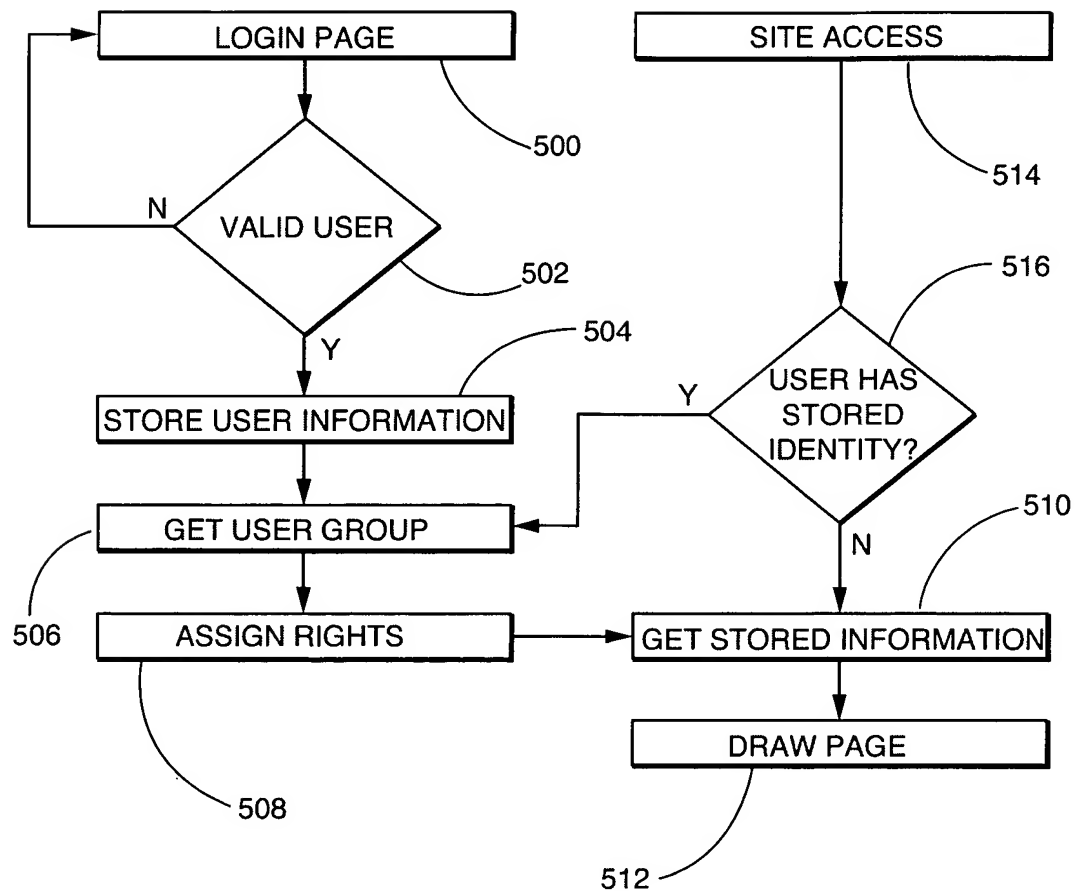 LOGIN PAGE
500
N
VALID USER
502
Y
504
STORE USER INFORMATION
GET USER GROUP
506
ASSIGN RIGHTS
508
SITE ACCESS
514
516
Y
USER HAS
STORED
IDENTITY?
510
N
GET STORED INFORMATION
DRAW PAGE
512